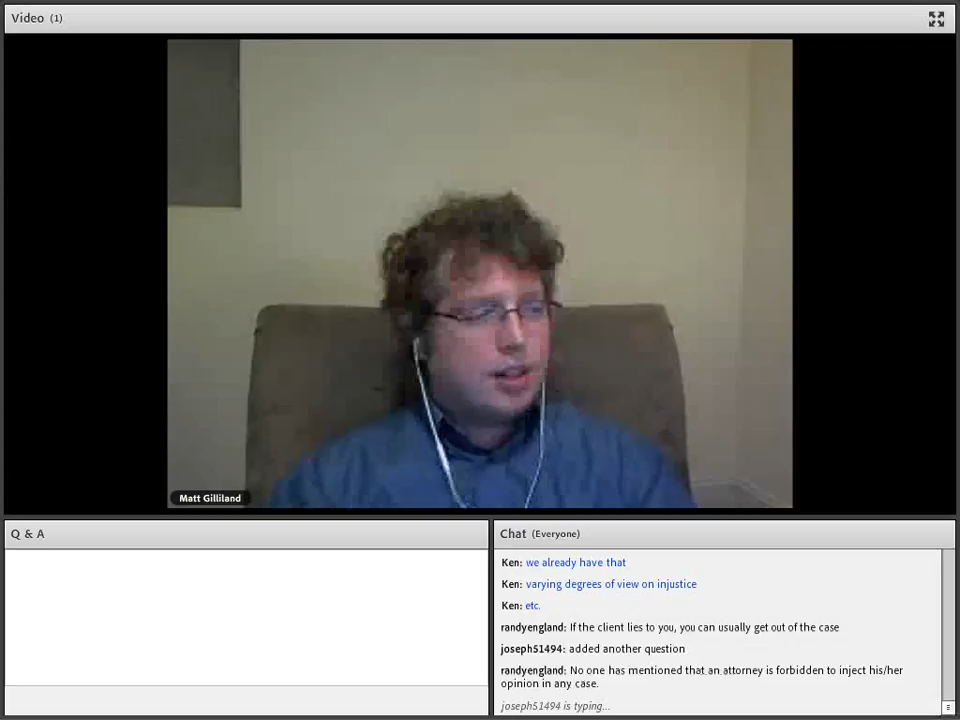 Video (1)
Matt Gilliland
Q & A
Chat (Everyone)
Ken: we already have that
Ken: varying degrees of view on injustice
Ken: etc.
randyengland: If the client lies to you, you can usually get out of the case
joseph51494: added another question
randyengland: No one has mentioned that an attorney is forbidden to inject his/her
opinion in any case.
joseph51494 is typing...